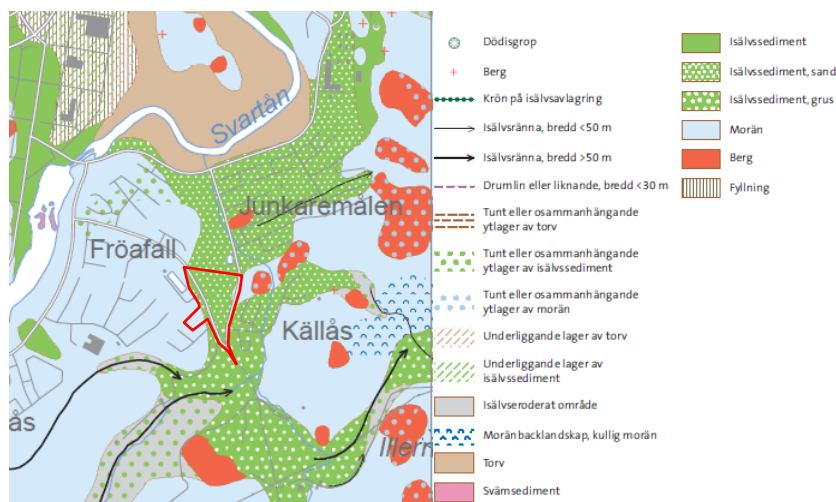 Svartån
Junkaremålen
Fröafall
Källås
ås
Illern
Dödisgrop
Berg
Krön på isälvsavlagring
Isälvsränna, bredd <50 m
Isälvsränna, bredd >50 m
Drumlin eller liknande, bredd <30 m
Tunt eller osammanhängande
ytlager av torv
Tunt eller osammanhängande
ytlager av isälvssediment
Tunt eller osammanhängande
ytlager av morän
Underliggande lager av torv
Underliggande lager av
isälvssediment
Isälvseroderat område
Moränbacklandskap, kullig morän
Torv
Svämsediment
Isälvssediment
Isälvssediment, sand
Isälvssediment, grus
Morän
Berg
Fyllning